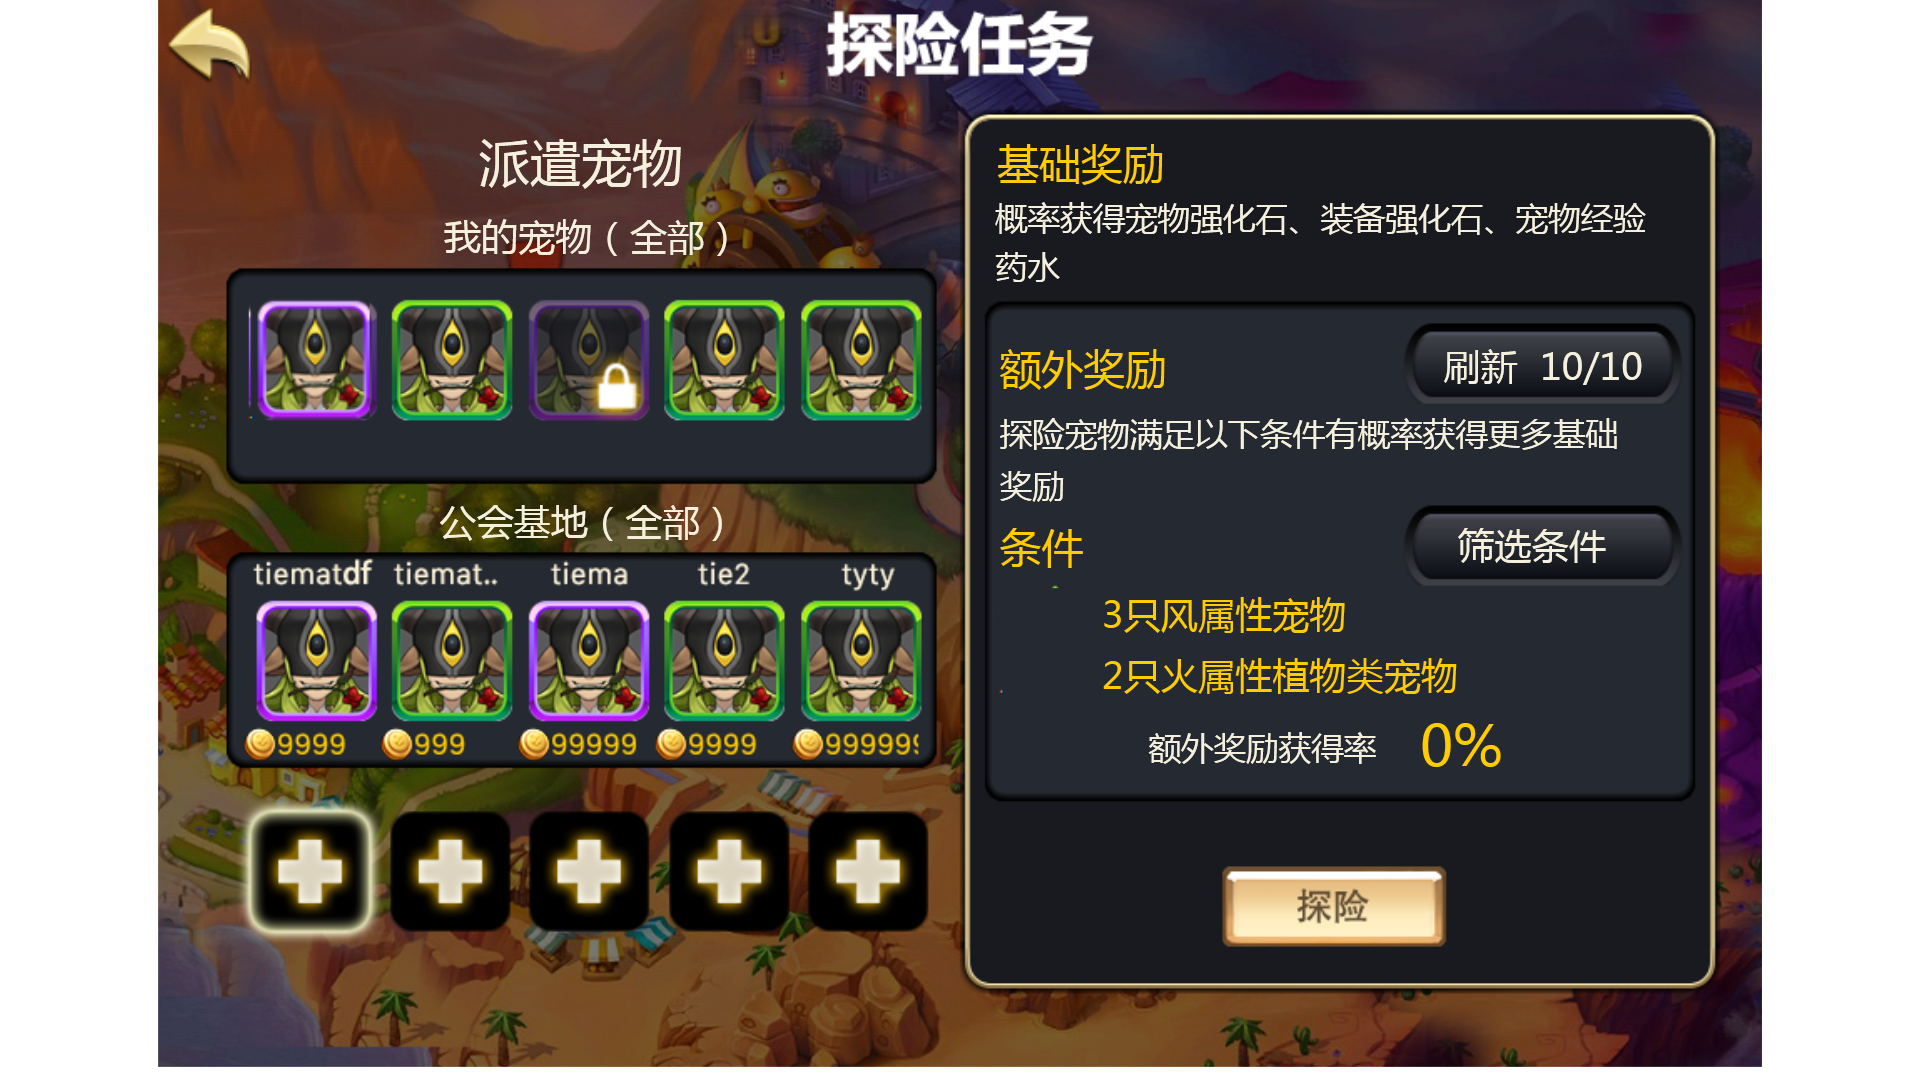 探险任务
派遣宠物
我的宠物（全部）
公会基地（全部）
tiematdf tiemat.. tiema tie2 tyty
9999 999 99999 9999 999999
基础奖励
概率获得宠物强化石、装备强化石、宠物经验
药水
额外奖励
刷新 10/10
探险宠物满足以下条件有概率获得更多基础
奖励
条件
筛选条件
3只风属性宠物
2只火属性植物类宠物
额外奖励获得率 0%
探险